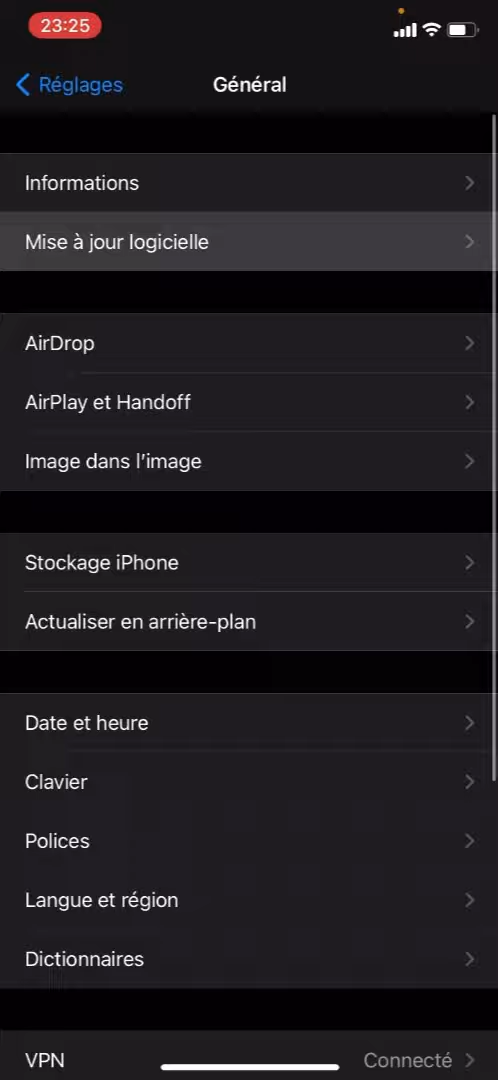 23:25
Réglages
Général
Informations
Mise à jour logicielle
AirDrop
AirPlay et Handoff
Image dans l’image
Stockage iPhone
Actualiser en arrière-plan
Date et heure
Clavier
Polices
Langue et région
Dictionnaires
VPN Connecté